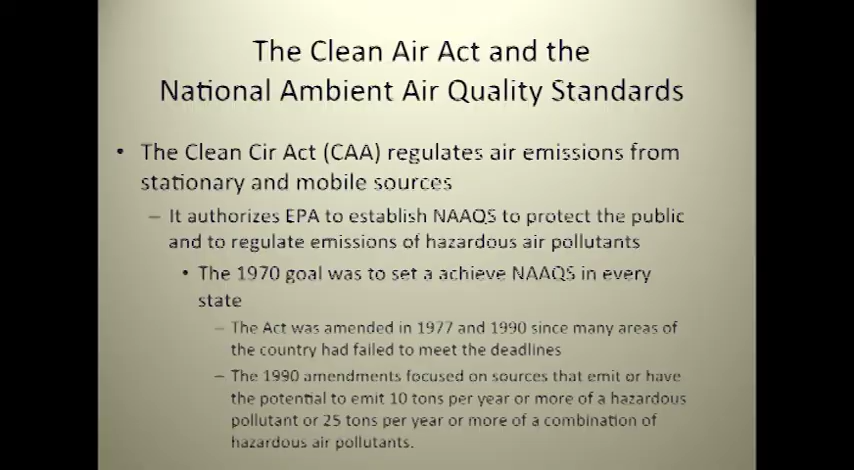 The Clean Air Act and the
National Ambient Air Quality Standards
• The Clean Cir Act (CAA) regulates air emissions from
stationary and mobile sources
– It authorizes EPA to establish NAAQS to protect the public
and to regulate emissions of hazardous air pollutants
• The 1970 goal was to set a achieve NAAQS in every
state
– The Act was amended in 1977 and 1990 since many areas of
the country had failed to meet the deadlines
– The 1990 amendments focused on sources that emit or have
the potential to emit 10 tons per year or more of a hazardous
pollutant or 25 tons per year or more of a combination of
hazardous air pollutants.